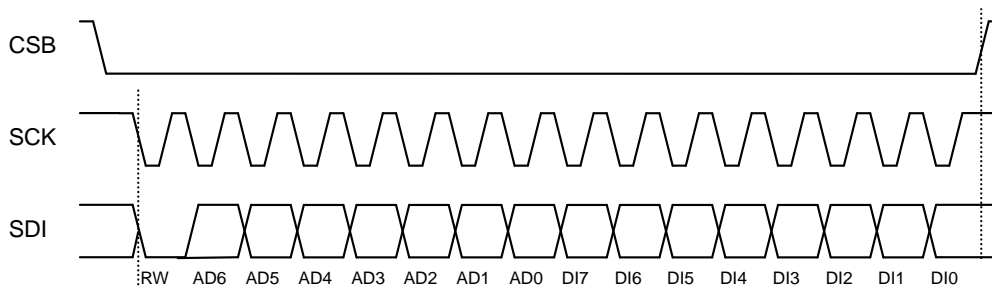 CSB
SCK
SDI
RW AD6 AD5 AD4 AD3 AD2 AD1 AD0 DI7 DI6 DI5 DI4 DI3 DI2 DI1 DI0